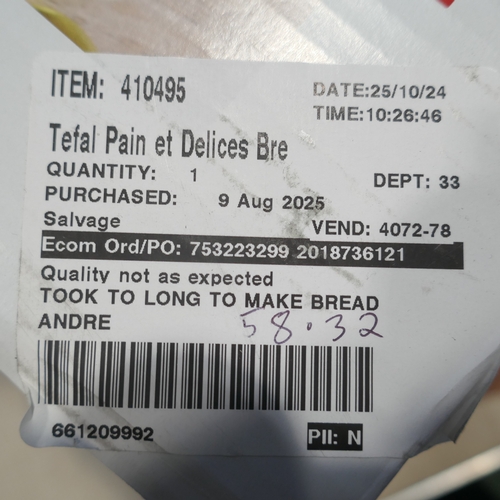 ITEM: 410495
DATE:25/10/24
TIME:10:26:46
Tefal Pain et Delices Bre
QUANTITY: 1
DEPT: 33
PURCHASED: 9 Aug 2025
Salvage
VEND: 4072-78
Ecom Ord/PO: 753223299 2018736121
Quality not as expected
TOOK TO LONG TO MAKE BREAD
ANDRE
58.32
661209992
PII: N